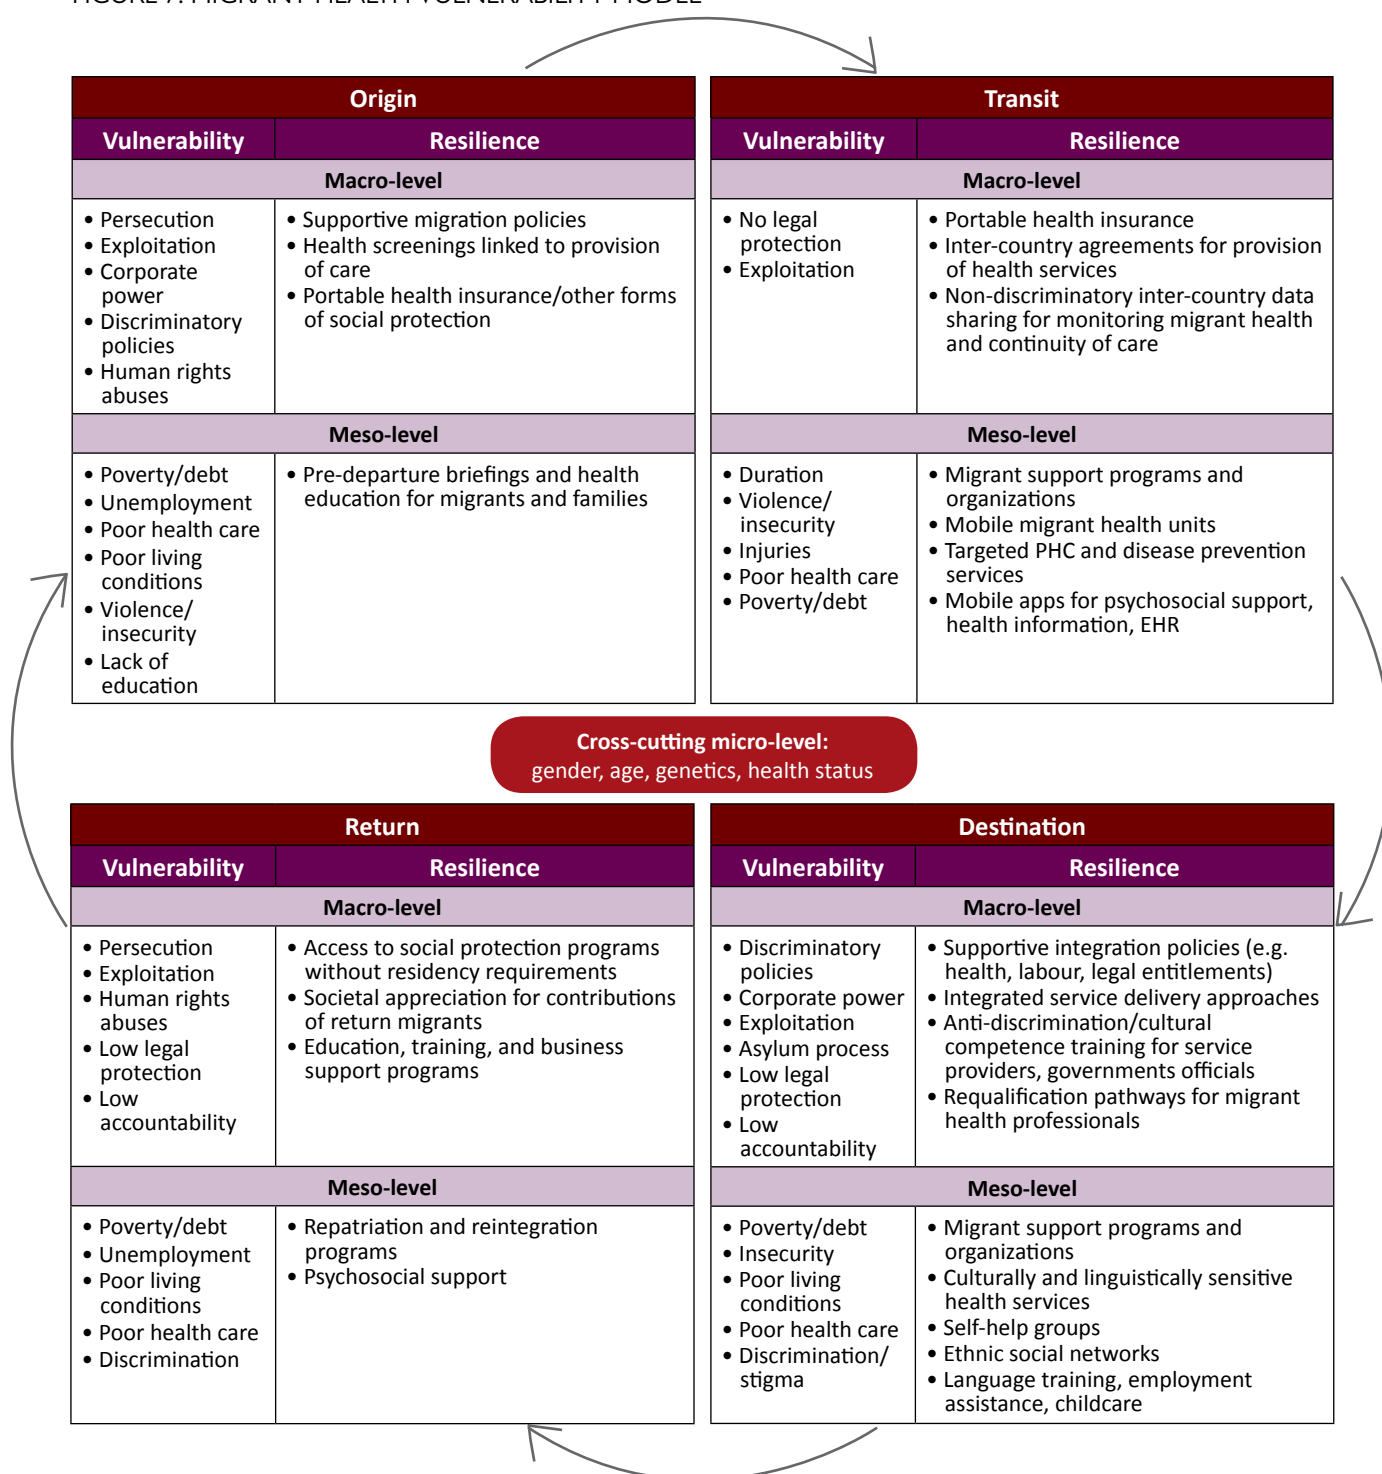 FIGURE 7: MIGRANT HEALTH VULNERABILITY MODEL
Origin
Vulnerability
Resilience
Macro-level
• Persecution
• Exploitation
• Corporate
power
• Discriminatory
policies
• Human rights
abuses
• Supportive migration policies
• Health screenings linked to provision
of care
• Portable health insurance/other forms
of social protection
Meso-level
• Poverty/debt
• Unemployment
• Poor health care
• Poor living
conditions
• Violence/
insecurity
• Lack of
education
• Pre-departure briefings and health
education for migrants and families
Transit
Vulnerability
Resilience
Macro-level
• No legal
protection
• Exploitation
• Portable health insurance
• Inter-country agreements for provision
of health services
• Non-discriminatory inter-country data
sharing for monitoring migrant health
and continuity of care
Meso-level
• Duration
• Violence/
insecurity
• Injuries
• Poor health care
• Poverty/debt
• Migrant support programs and
organizations
• Mobile migrant health units
• Targeted PHC and disease prevention
services
• Mobile apps for psychosocial support,
health information, EHR
Cross-cutting micro-level:
gender, age, genetics, health status
Return
Vulnerability
Resilience
Macro-level
• Persecution
• Exploitation
• Human rights
abuses
• Low legal
protection
• Low
accountability
• Access to social protection programs
without residency requirements
• Societal appreciation for contributions
of return migrants
• Education, training, and business
support programs
Meso-level
• Poverty/debt
• Unemployment
• Poor living
conditions
• Poor health care
• Discrimination
• Repatriation and reintegration
programs
• Psychosocial support
Destination
Vulnerability
Resilience
Macro-level
• Discriminatory
policies
• Corporate power
• Exploitation
• Asylum process
• Low legal
protection
• Low
accountability
• Supportive integration policies (e.g.
health, labour, legal entitlements)
• Integrated service delivery approaches
• Anti-discrimination/cultural
competence training for service
providers, governments officials
• Requalification pathways for migrant
health professionals
Meso-level
• Poverty/debt
• Insecurity
• Poor living
conditions
• Poor health care
• Discrimination/
stigma
• Migrant support programs and
organizations
• Culturally and linguistically sensitive
health services
• Self-help groups
• Ethnic social networks
• Language training, employment
assistance, childcare